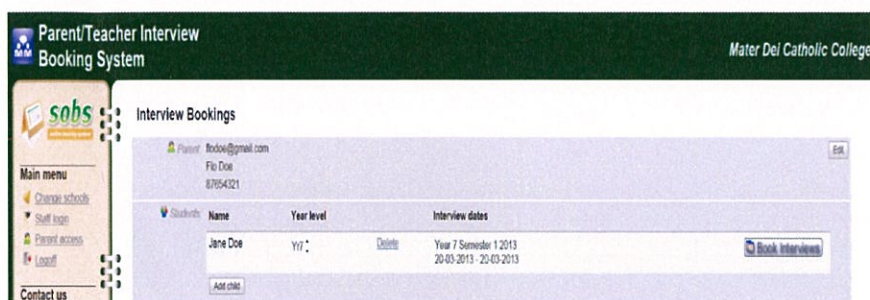 Parent/Teacher Interview
Booking System
Mater Dei Catholic College
sobs
Interview Bookings
Parent flodoe@gmail.com Edit
Flo Doe
87654321
Main menu
Change schools
Staff login
Parent access
Logoff
Contact us
Students Name Year level Interview dates
Jane Doe Yr7 Delete Year 7 Semester 1 2013 Book Interviews
20-03-2013 - 20-03-2013
Add child